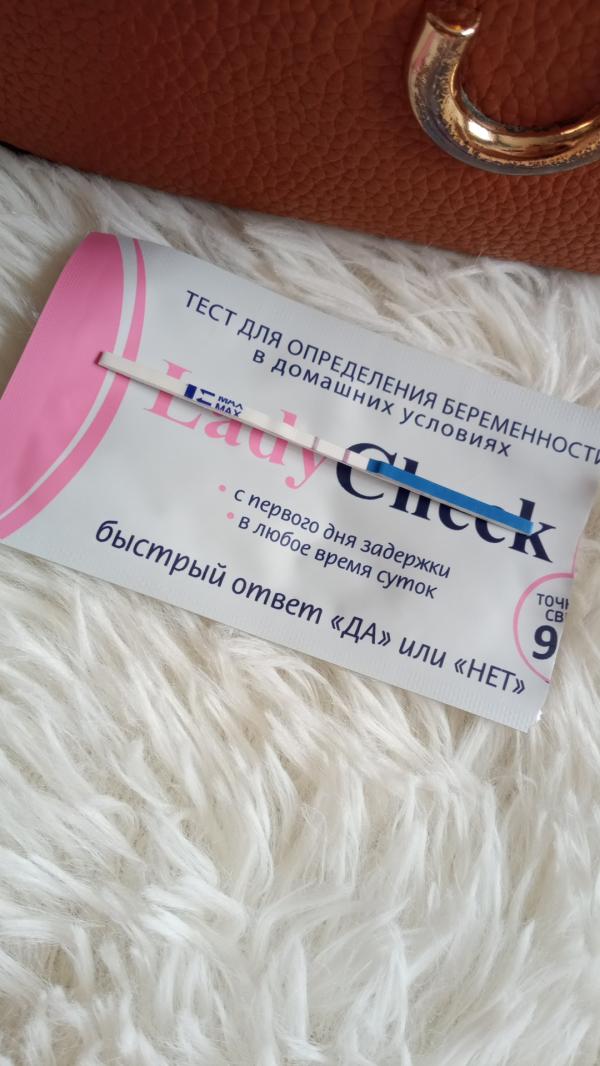 ТЕСТ ДЛЯ ОПРЕДЕЛЕНИЯ БЕРЕМЕННОСТИ
в домашних условиях
MAX
MAX
Lady Check
• с первого дня задержки
• в любое время суток
быстрый ответ «ДА» или «НЕТ»
9